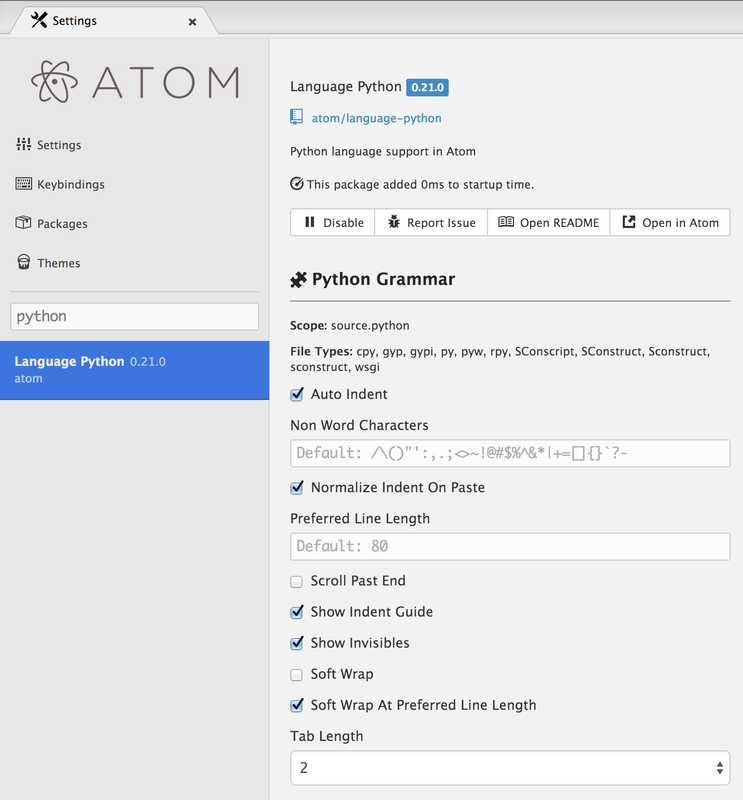 Settings
ATOM
Settings
Keybindings
Packages
Themes
python
Language Python 0.21.0
atom
Language Python 0.21.0
atom/language-python
Python language support in Atom
This package added 0ms to startup time.
Disable
Report Issue
Open README
Open in Atom
Python Grammar
Scope: source.python
File Types: cpy, gyp, gypi, py, pyw, rpy, SConscript, SConstruct, Sconstruct,
sconstruct, wsgi
Auto Indent
Non Word Characters
Default: /\()"':,.;<>~!@#$%^&*|+=[]{}`?-
Normalize Indent On Paste
Preferred Line Length
Default: 80
Scroll Past End
Show Indent Guide
Show Invisibles
Soft Wrap
Soft Wrap At Preferred Line Length
Tab Length
2